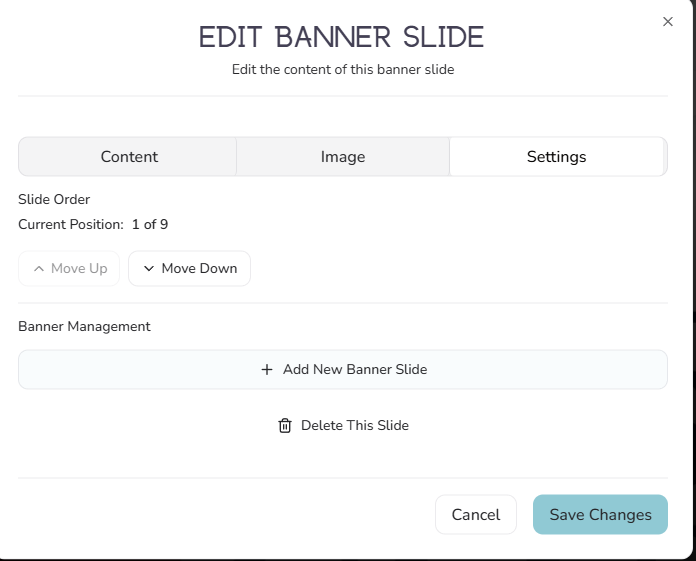 EDIT BANNER SLIDE
Edit the content of this banner slide
Content Image Settings
Slide Order
Current Position: 1 of 9
Move Up Move Down
Banner Management
Add New Banner Slide
Delete This Slide
Cancel Save Changes